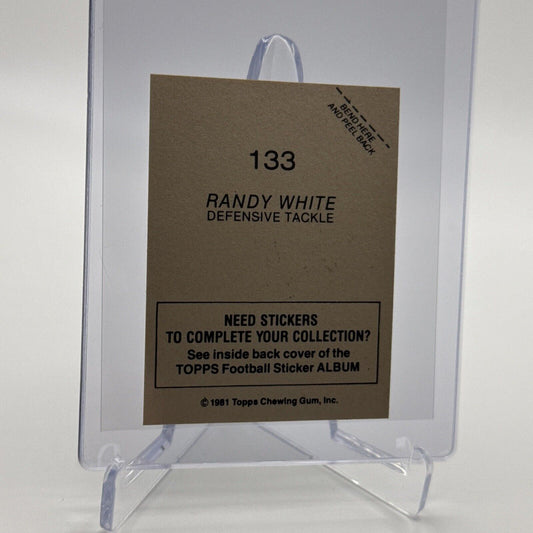 BEND HERE
AND PEEL BACK
133
RANDY WHITE
DEFENSIVE TACKLE
NEED STICKERS
TO COMPLETE YOUR COLLECTION?
See inside back cover of the
TOPPS Football Sticker ALBUM
© 1981 Topps Chewing Gum, Inc.